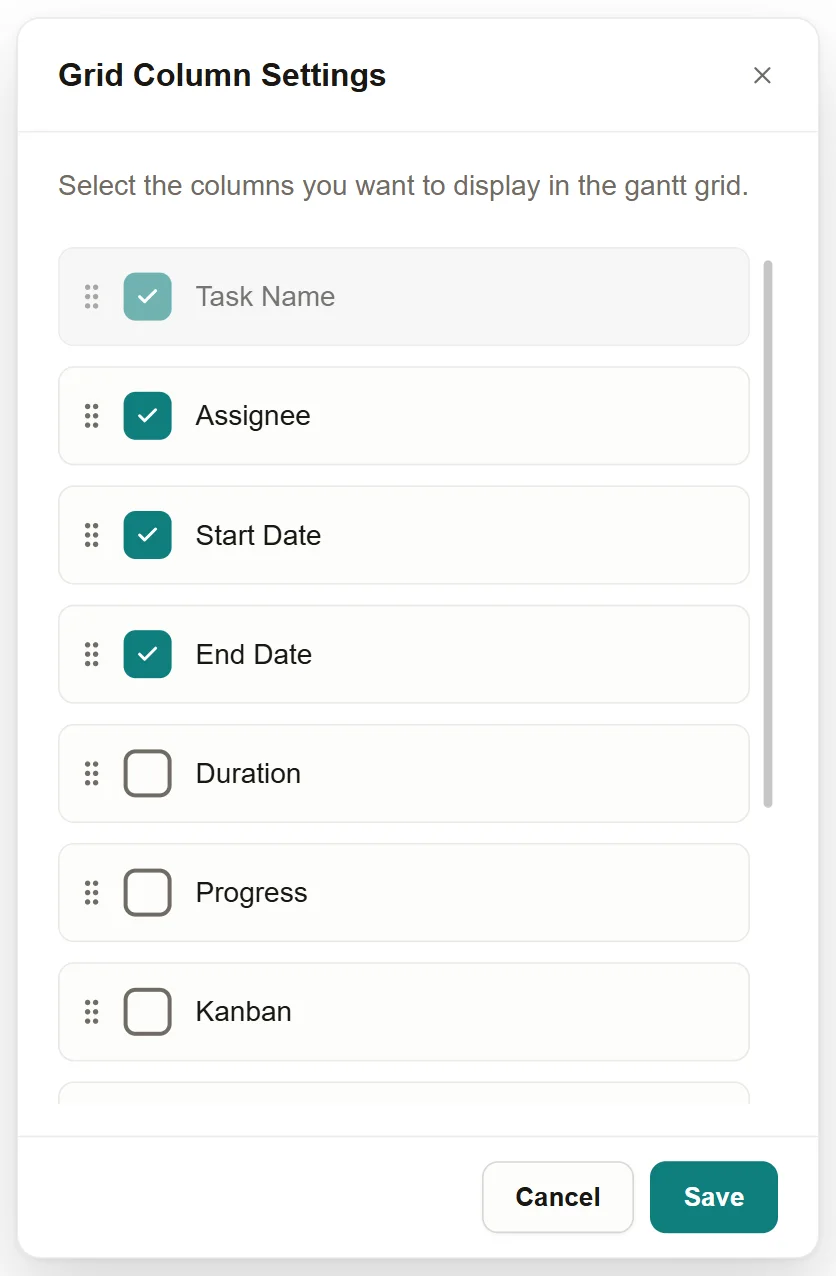 Grid Column Settings
Select the columns you want to display in the gantt grid.
Task Name
Assignee
Start Date
End Date
Duration
Progress
Kanban
Cancel
Save